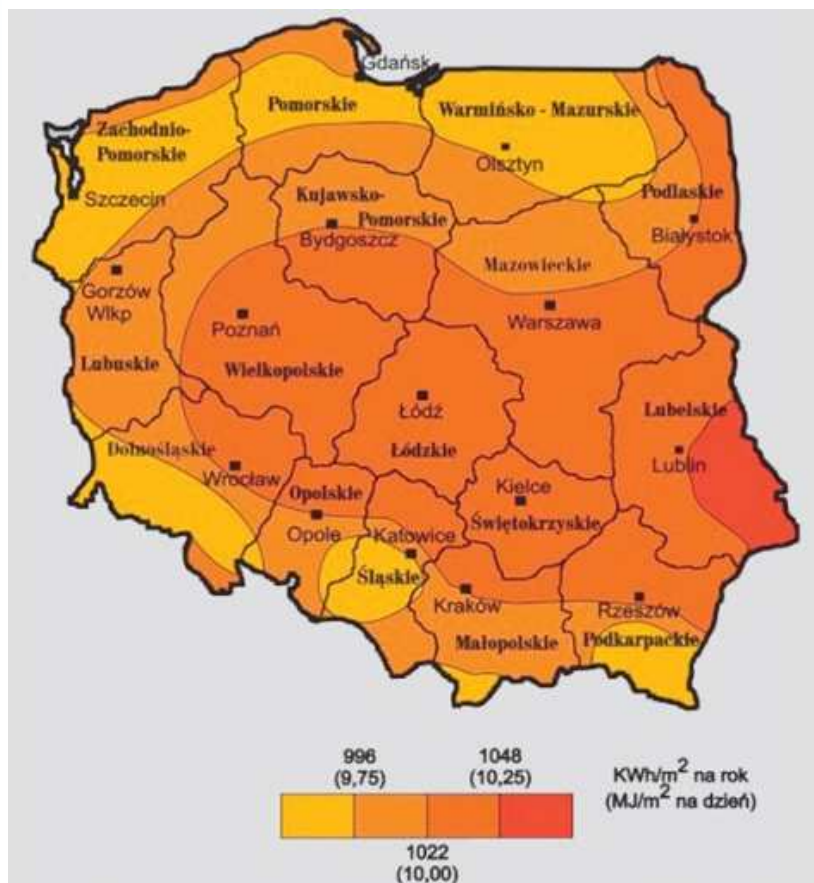 Gdańsk
Pomorskie
Warmińsko - Mazurskie
Zachodnio-
Pomorskie
Olsztyn
Szczecin
Podlaskie
Kujawsko-
Pomorskie
Białystok
Bydgoszcz
Mazowieckie
Gorzów
Wlkp
Poznań
Warszawa
Lubuskie
Wielkopolskie
Łódź
Lubelskie
Dolnośląskie
Łódzkie
Wrocław
Lublin
Opolskie
Kielce
Świętokrzyskie
Opole
Katowice
Śląskie
Kraków
Rzeszów
Małopolskie
Podkarpackie
996
(9,75)
1048
(10,25)
KWh/m² na rok
(MJ/m² na dzień)
1022
(10,00)